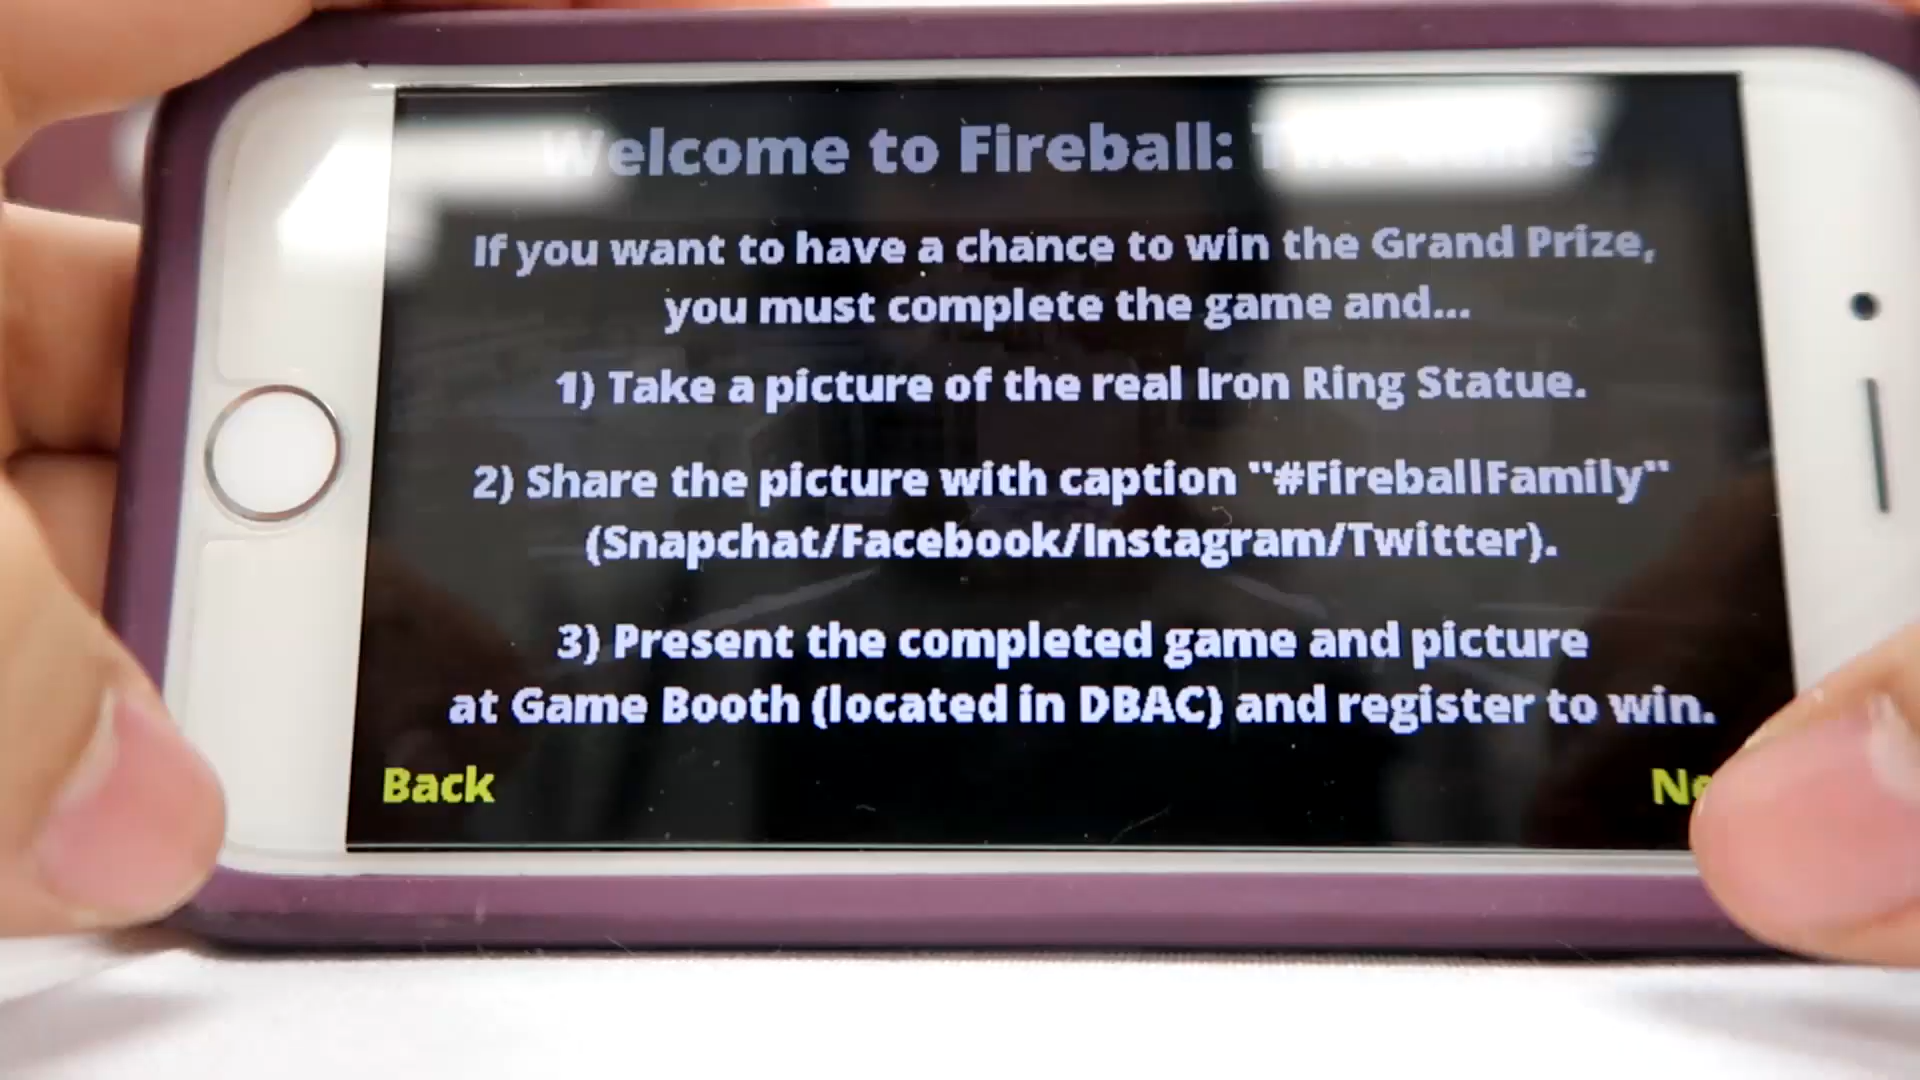 Welcome to Fireball: The Game
If you want to have a chance to win the Grand Prize,
you must complete the game and...
1) Take a picture of the real Iron Ring Statue.
2) Share the picture with caption "#FireballFamily"
(Snapchat/Facebook/Instagram/Twitter).
3) Present the completed game and picture
at Game Booth (located in DBAC) and register to win.
Back